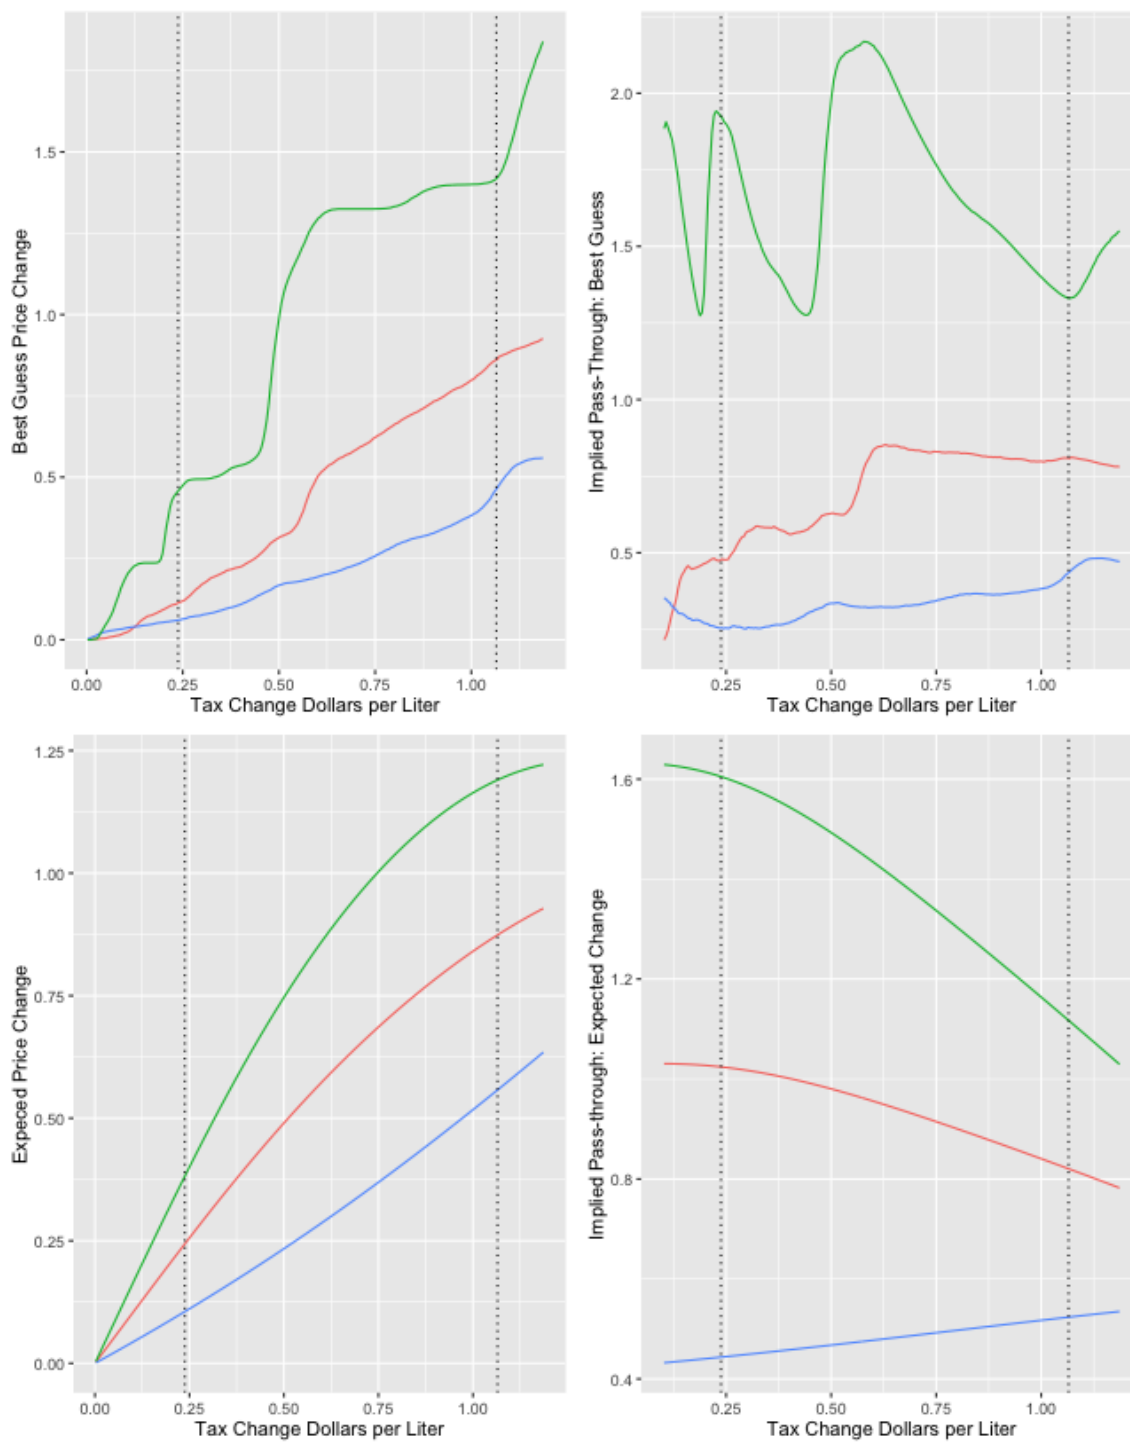 Best Guess Price Change
1.5
1.0
0.5
0.0
0.00 0.25 0.50 0.75 1.00
Tax Change Dollars per Liter
Implied Pass-Through: Best Guess
2.0
1.5
1.0
0.5
0.25 0.50 0.75 1.00
Tax Change Dollars per Liter
Expeced Price Change
1.25
1.00
0.75
0.50
0.25
0.00
0.00 0.25 0.50 0.75 1.00
Tax Change Dollars per Liter
Implied Pass-through: Expected Change
1.6
1.2
0.8
0.4
0.25 0.50 0.75 1.00
Tax Change Dollars per Liter